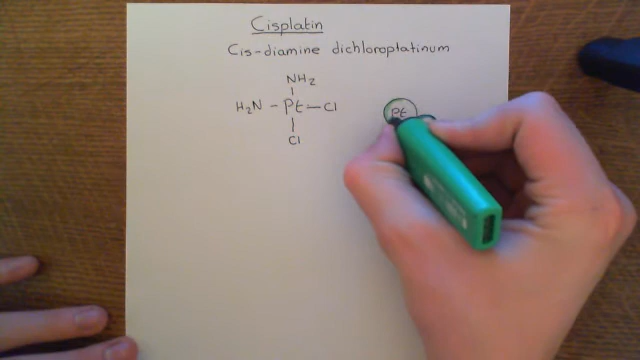 Cisplatin
Cis-diamine dichloroplatinum
NH2
H2N - Pt - Cl
Cl
Pt